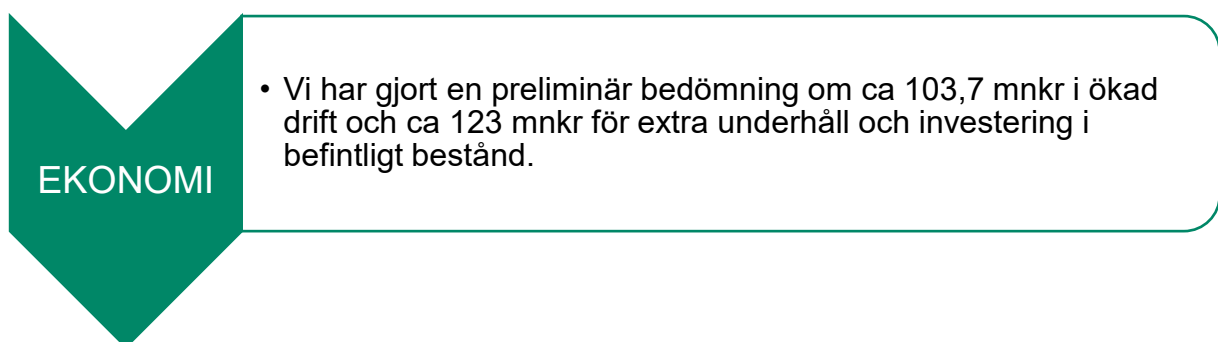 EKONOMI
• Vi har gjort en preliminär bedömning om ca 103,7 mnkr i ökad
drift och ca 123 mnkr för extra underhåll och investering i
befintligt bestånd.